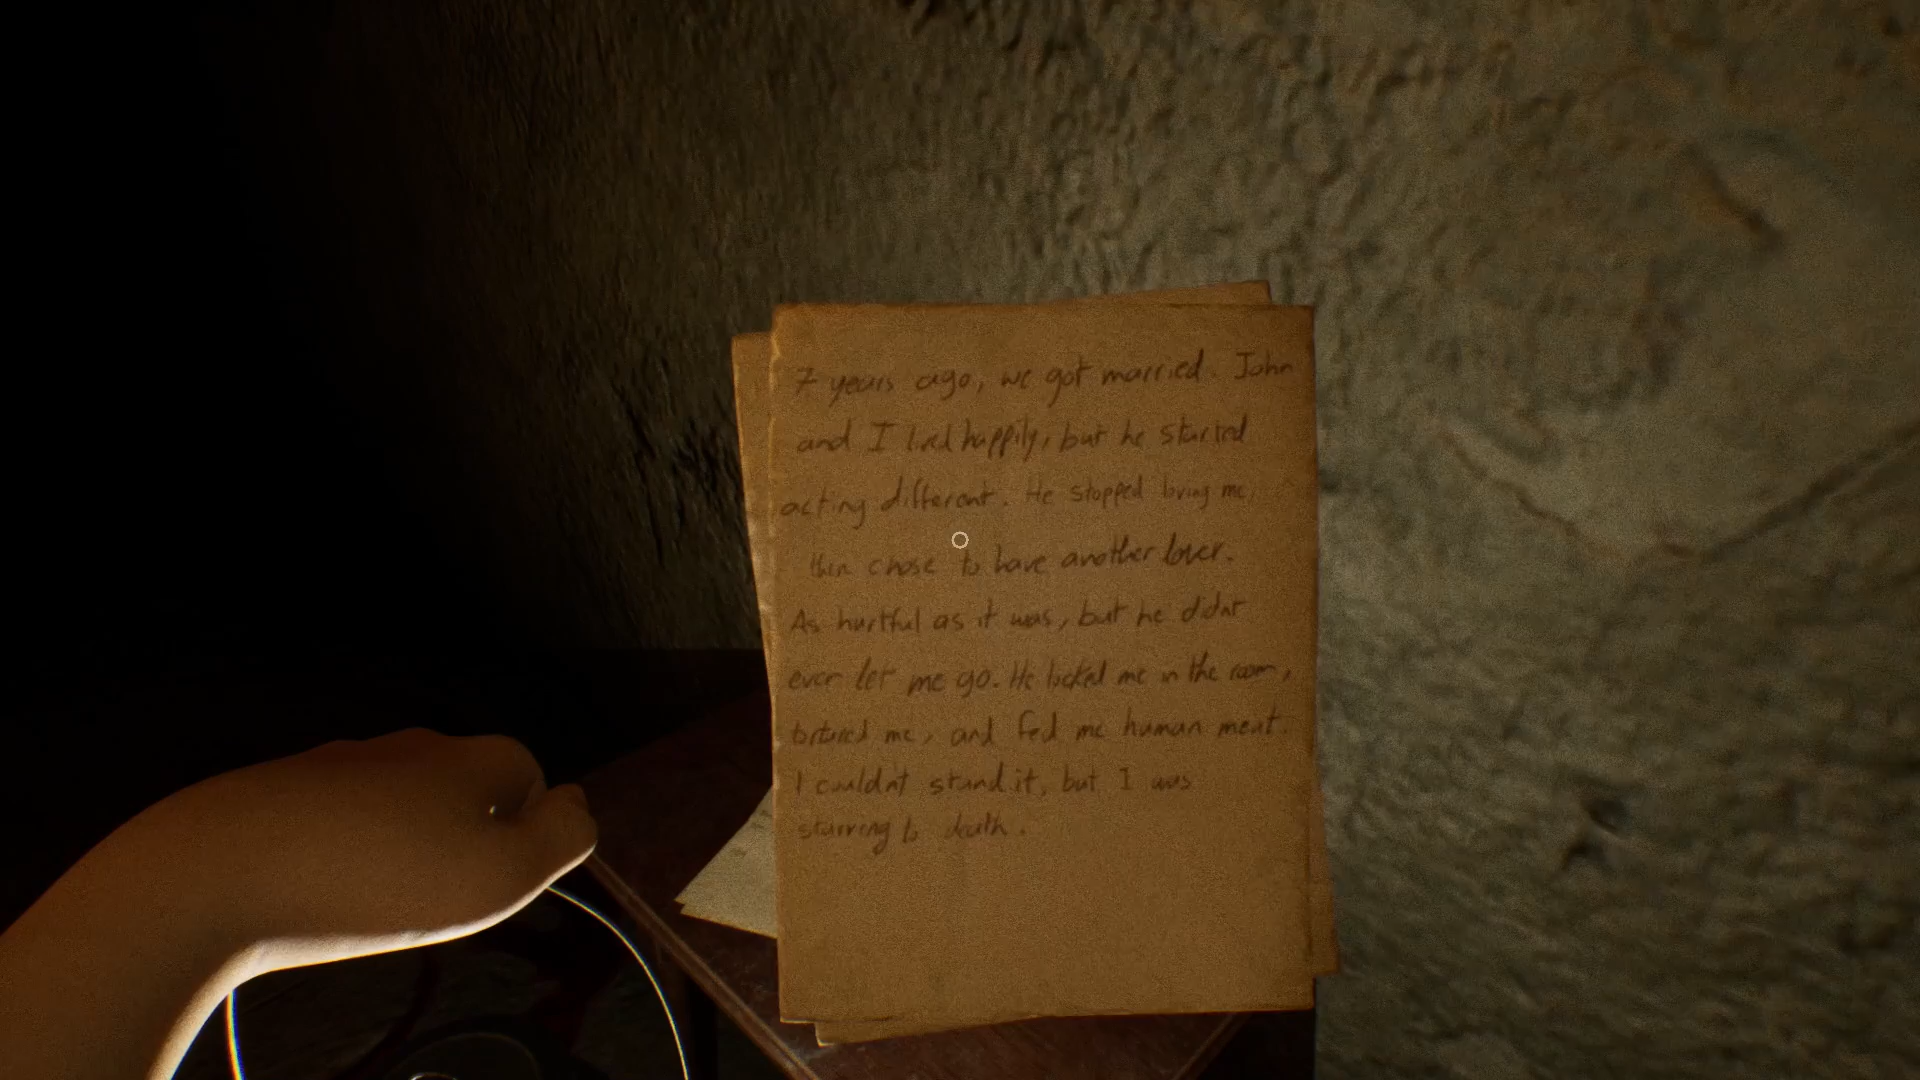 7 years ago, we got married. John
and I lived happily, but he started
acting different. He stopped loving me,
then chose to have another lover.
As hurtful as it was, but he didnt
ever let me go. He locked me in the room,
tortured me, and fed me human meat.
I couldnt stand it, but I was
starving to death.